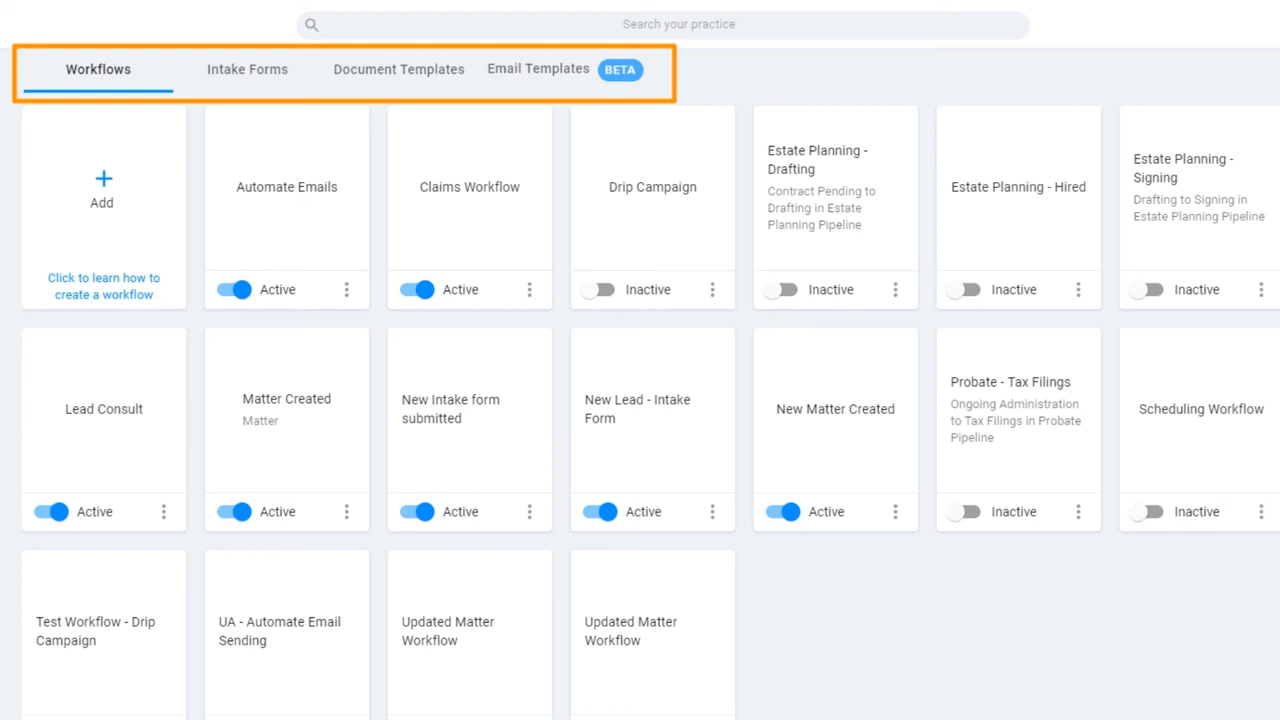 Search your practice
Workflows
Intake Forms
Document Templates
Email Templates
BETA
Add
Click to learn how to
create a workflow
Automate Emails
Active
Claims Workflow
Active
Drip Campaign
Inactive
Estate Planning -
Drafting
Contract Pending to
Drafting in Estate
Planning Pipeline
Inactive
Estate Planning - Hired
Inactive
Estate Planning -
Signing
Drafting to Signing in
Estate Planning Pipeline
Inactive
Lead Consult
Active
Matter Created
Matter
Active
New Intake form
submitted
Active
New Lead - Intake
Form
Active
New Matter Created
Active
Probate - Tax Filings
Ongoing Administration
to Tax Filings in Probate
Pipeline
Inactive
Scheduling Workflow
Inactive
Test Workflow - Drip
Campaign
UA - Automate Email
Sending
Updated Matter
Workflow
Updated Matter
Workflow